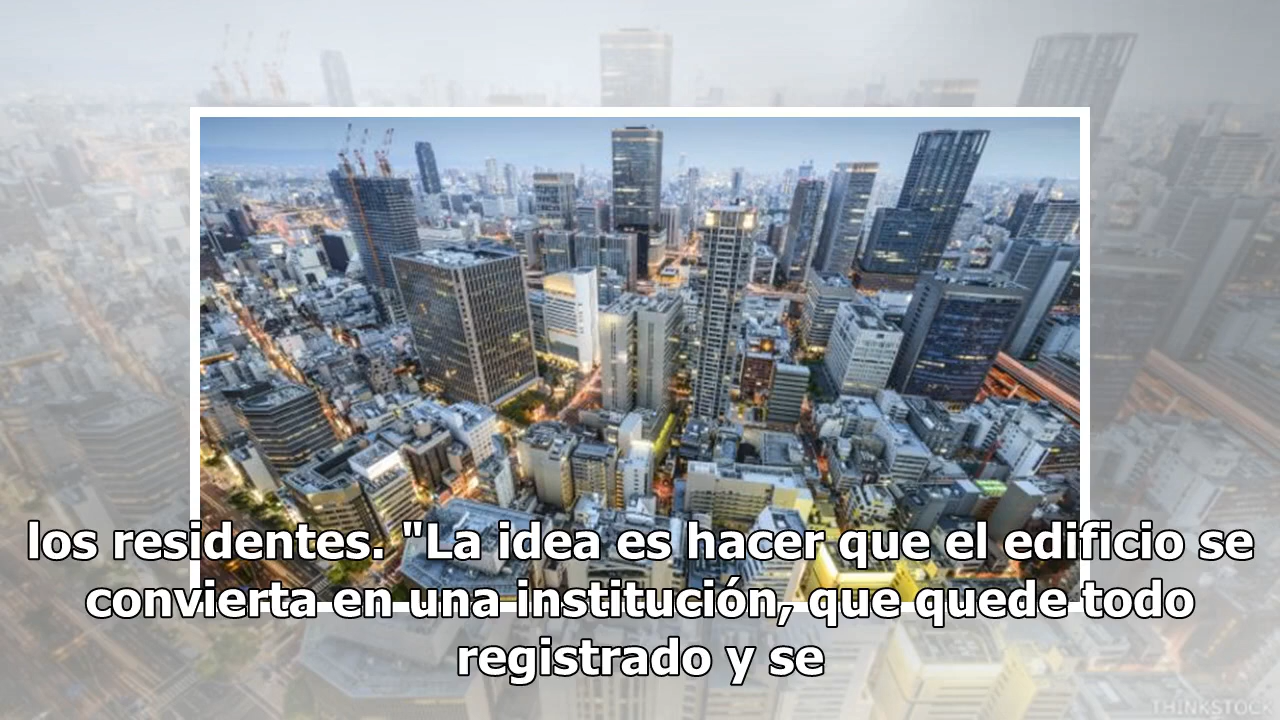 los residentes. "La idea es hacer que el edificio se
convierta en una institución, que quede todo
registrado y se
THINKSTOCK